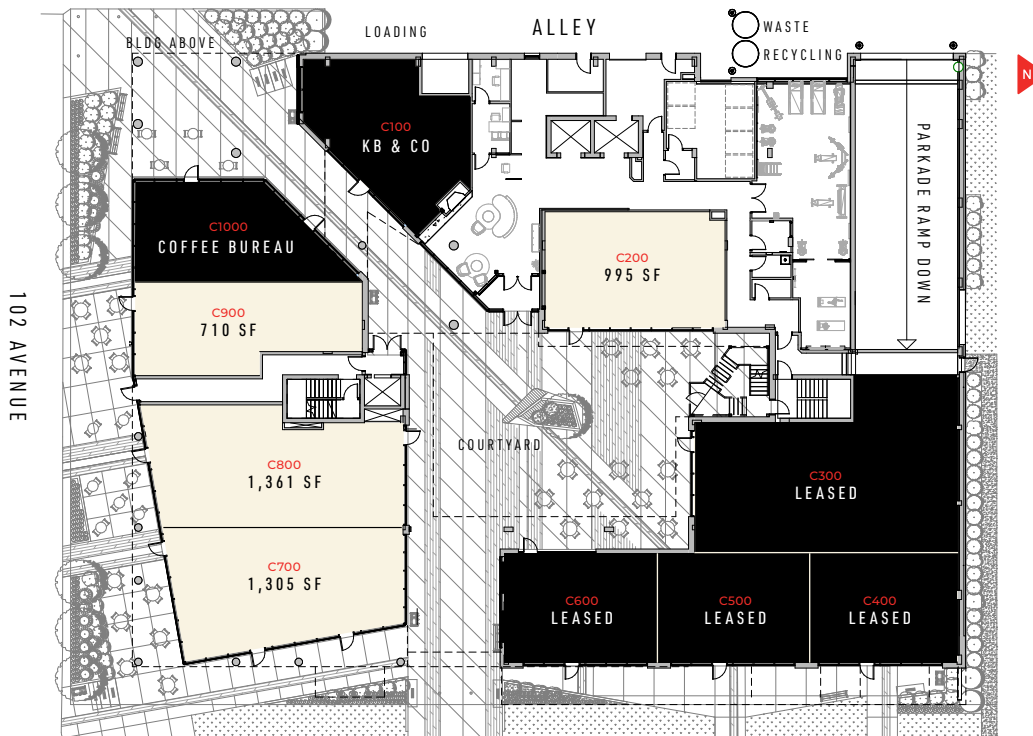 ALLEY
LOADING
BLDG ABOVE
WASTE
RECYCLING
N
C100
KB & CO
PARKADE RAMP DOWN
C1000
COFFEE BUREAU
C200
995 SF
C900
710 SF
102 AVENUE
COURTYARD
C800
1,361 SF
C300
LEASED
C700
1,305 SF
C600
LEASED
C500
LEASED
C400
LEASED